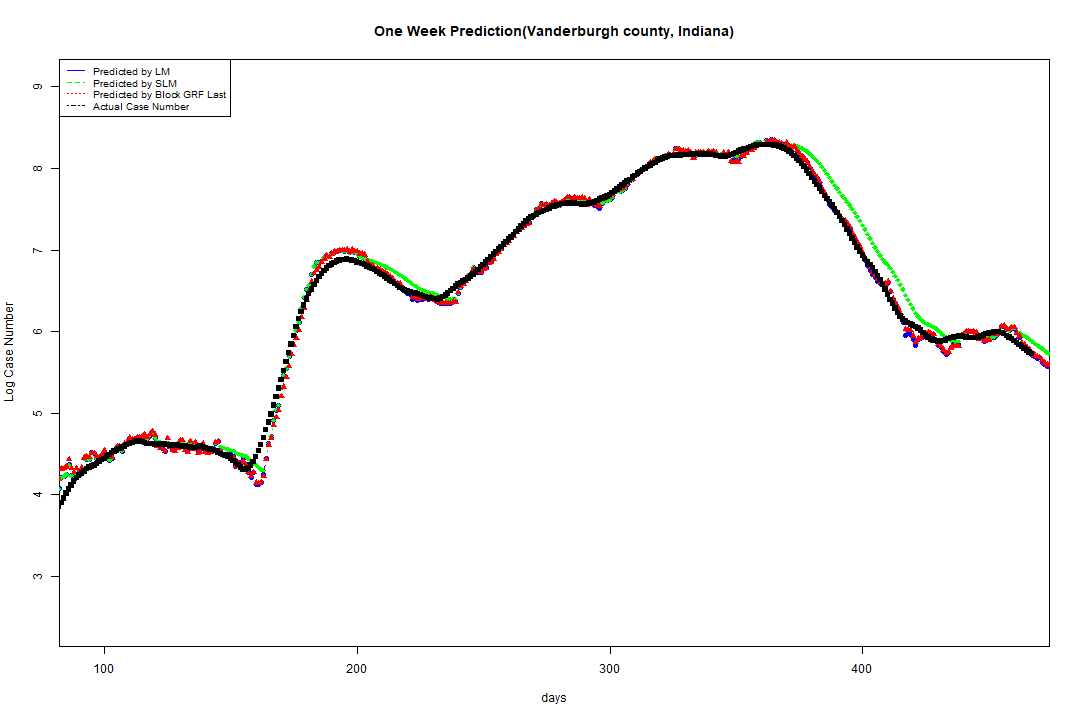 One Week Prediction(Vanderburgh county, Indiana)
Predicted by LM
Predicted by SLM
Predicted by Block GRF Last
Actual Case Number
9
8
7
6
5
4
3
Log Case Number
100 200 300 400
days